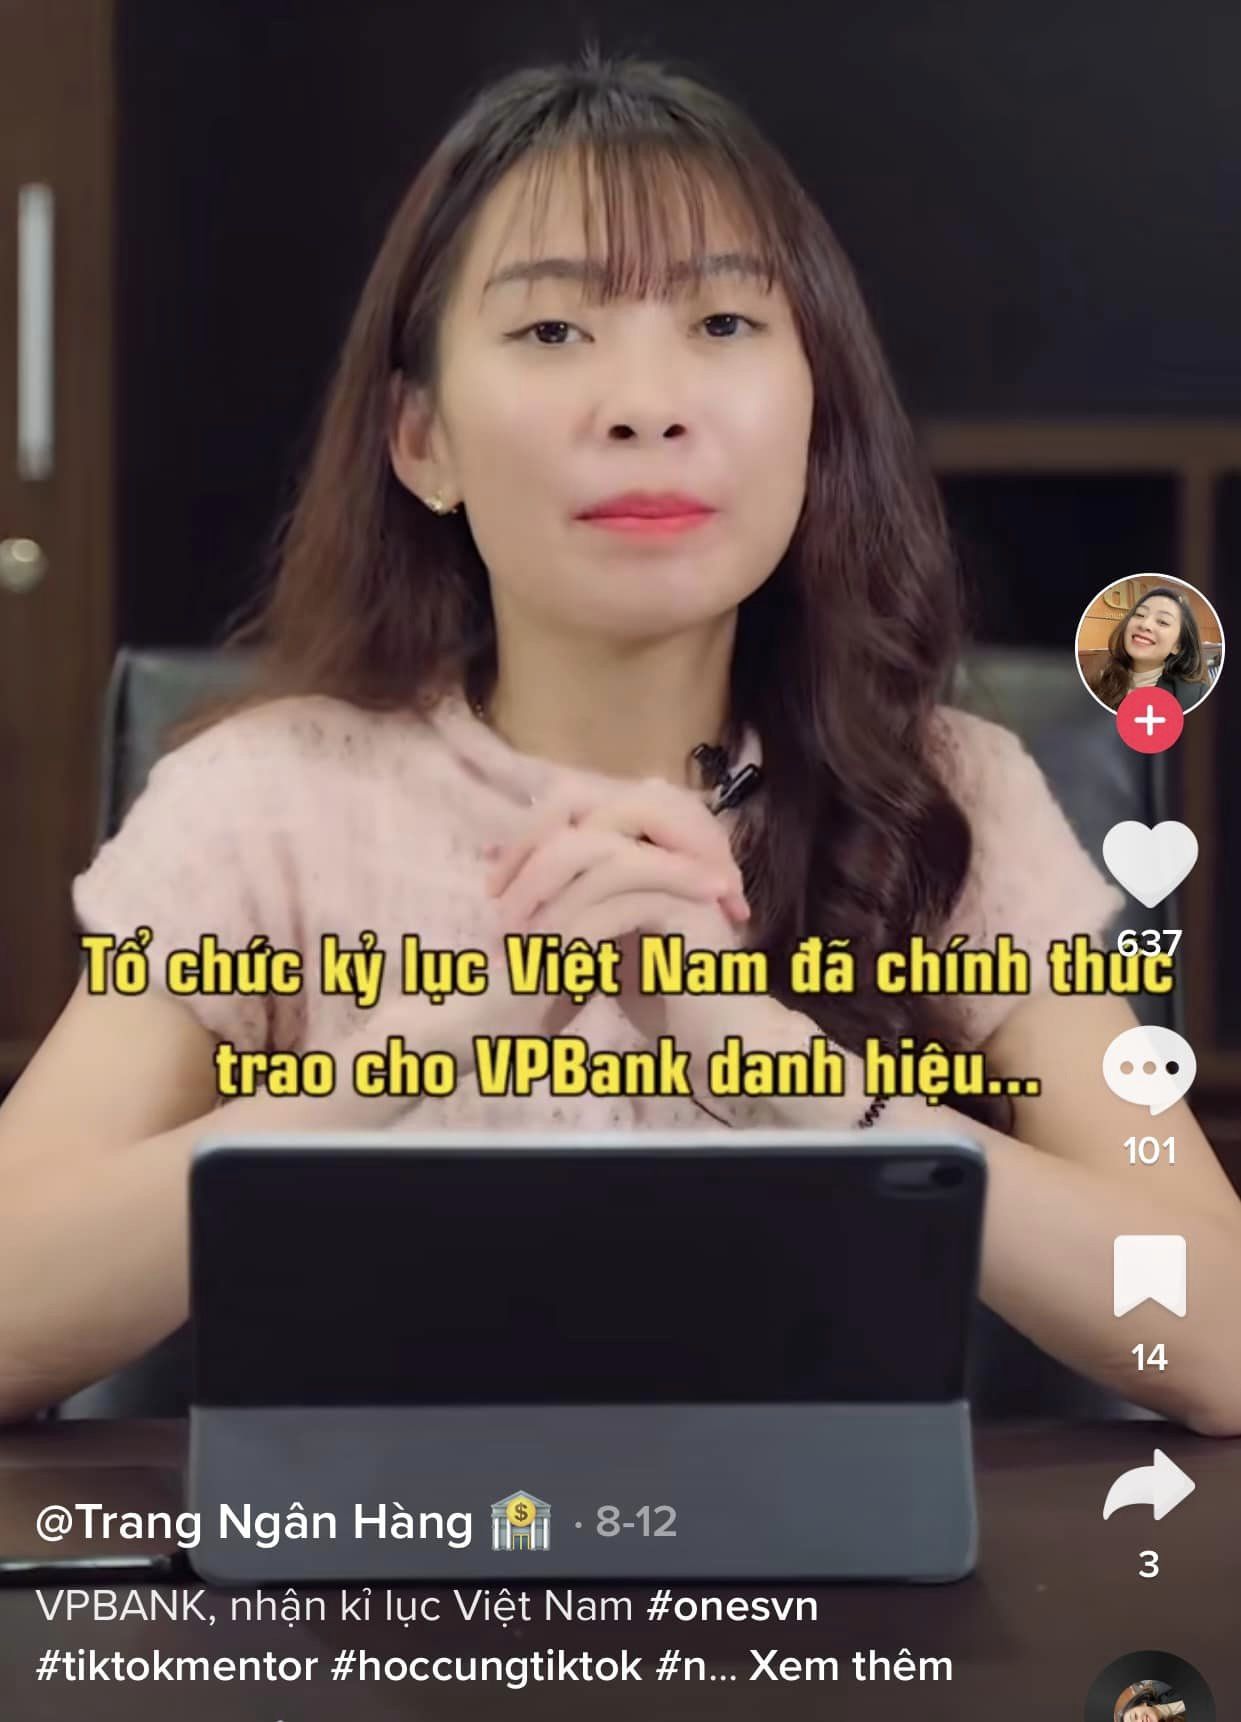 637
Tổ chức kỷ lục Việt Nam đã chính thức
trao cho VPBank danh hiệu...
101
14
3
@Trang Ngân Hàng · 8-12
VPBANK, nhận kỉ lục Việt Nam #onesvn
#tiktokmentor #hoccungtiktok #n... Xem thêm